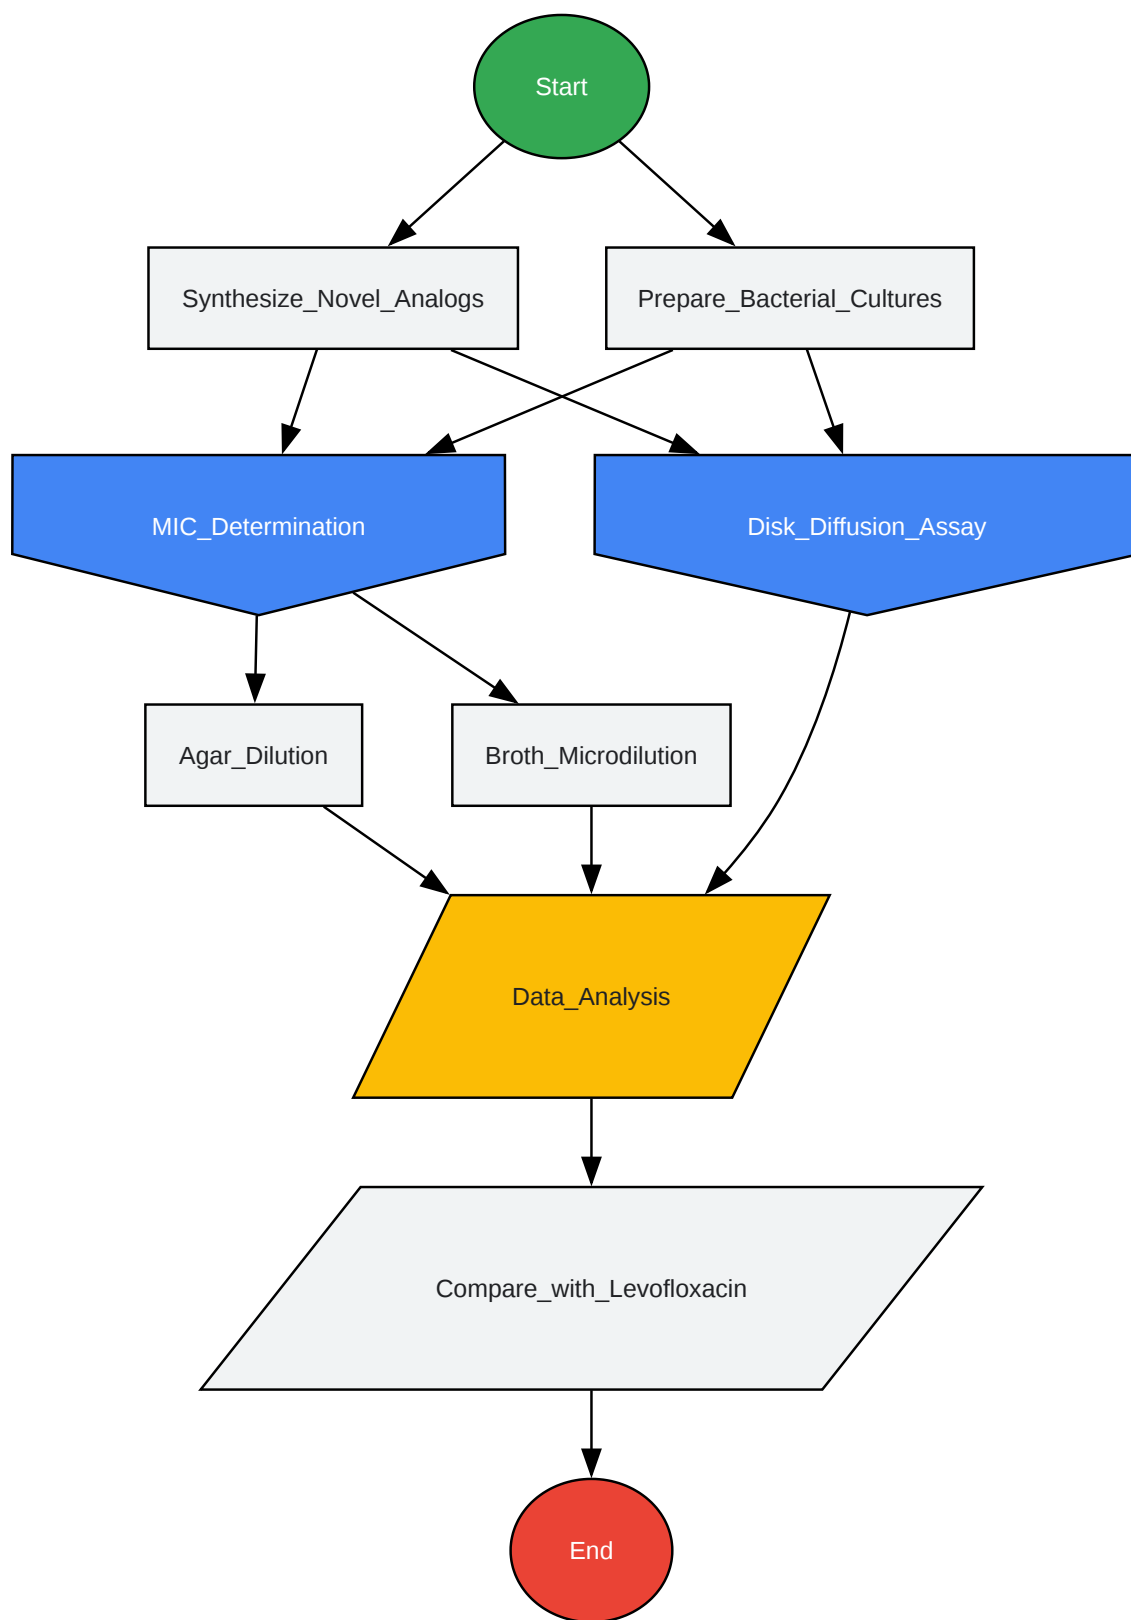 Start
Synthesize_Novel_Analogs
Prepare_Bacterial_Cultures
MIC_Determination
Disk_Diffusion_Assay
Agar_Dilution
Broth_Microdilution
Data_Analysis
Compare_with_Levofloxacin
End